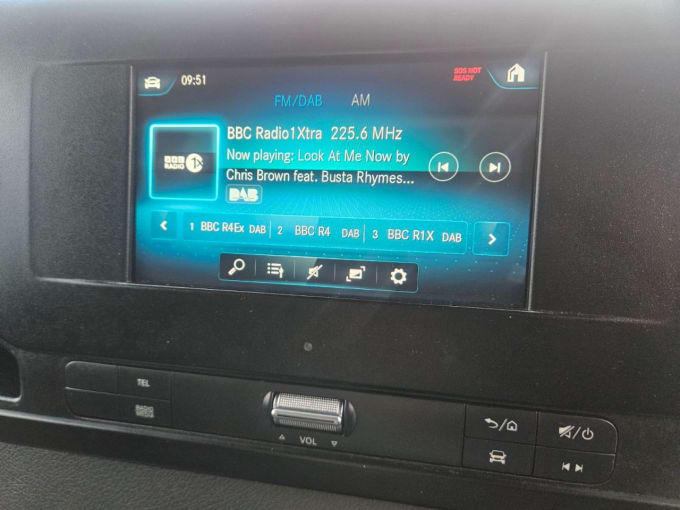 09:51
SOS NOT
READY
FM/DAB AM
BBC Radio1Xtra 225.6 MHz
Now playing: Look At Me Now by
Chris Brown feat. Busta Rhymes...
BBC
RADIO 1X
DAB
1 BBC R4Ex DAB 2 BBC R4 DAB 3 BBC R1X DAB
TEL
VOL